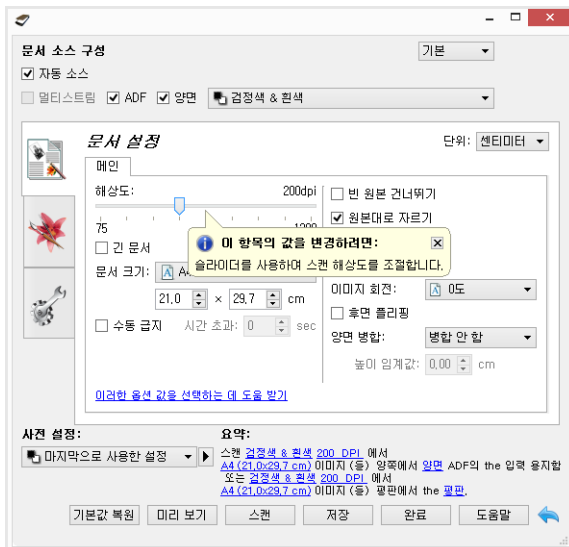 문서 소스 구성
기본
자동 소스
멀티스트림 ADF 양면 검정색 & 흰색
문서 설정
단위: 센티미터
메인
해상도: 200dpi
75
빈 원본 건너뛰기
원본대로 자르기
긴 문서
이 항목의 값을 변경하려면:
슬라이더를 사용하여 스캔 해상도를 조절합니다.
문서 크기: A4
21,0 × 29,7 cm
이미지 회전: 0도
후면 플리핑
수동 급지 시간 초과: 0 sec
양면 병합: 병합 안 함
높이 임계값: 0,00 cm
이러한 옵션 값을 선택하는 데 도움 받기
사전 설정:
마지막으로 사용한 설정
요약:
스캔 검정색 & 흰색 200 DPI 에서
A4 (21,0x29,7 cm) 이미지 (들) 양쪽에서 양면 ADF의 the 입력 용지함
또는 검정색 & 흰색 200 DPI 에서
A4 (21,0x29,7 cm) 이미지 (들) 평판에서 the 평판.
기본값 복원 미리 보기 스캔 저장 완료 도움말